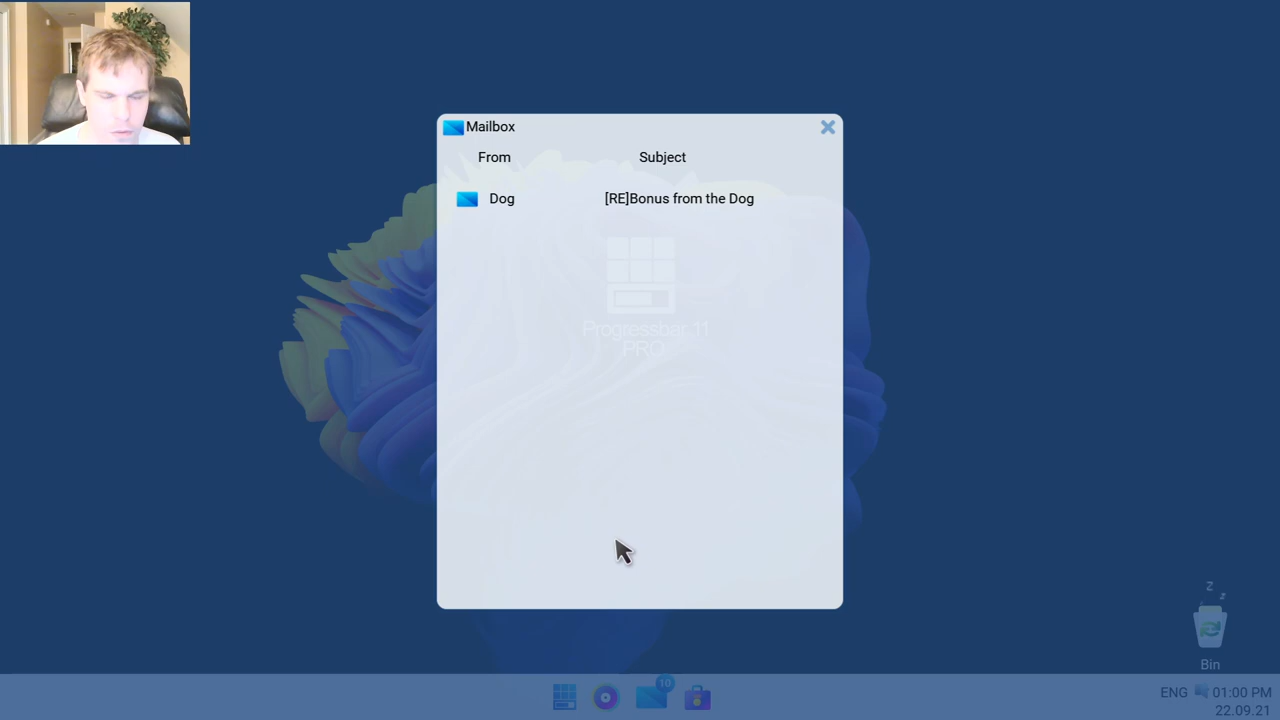 Mailbox
From Subject
Dog [RE]Bonus from the Dog
Progressbar 11
PRO
z
z
Bin
10
ENG 01:00 PM
22.09.21